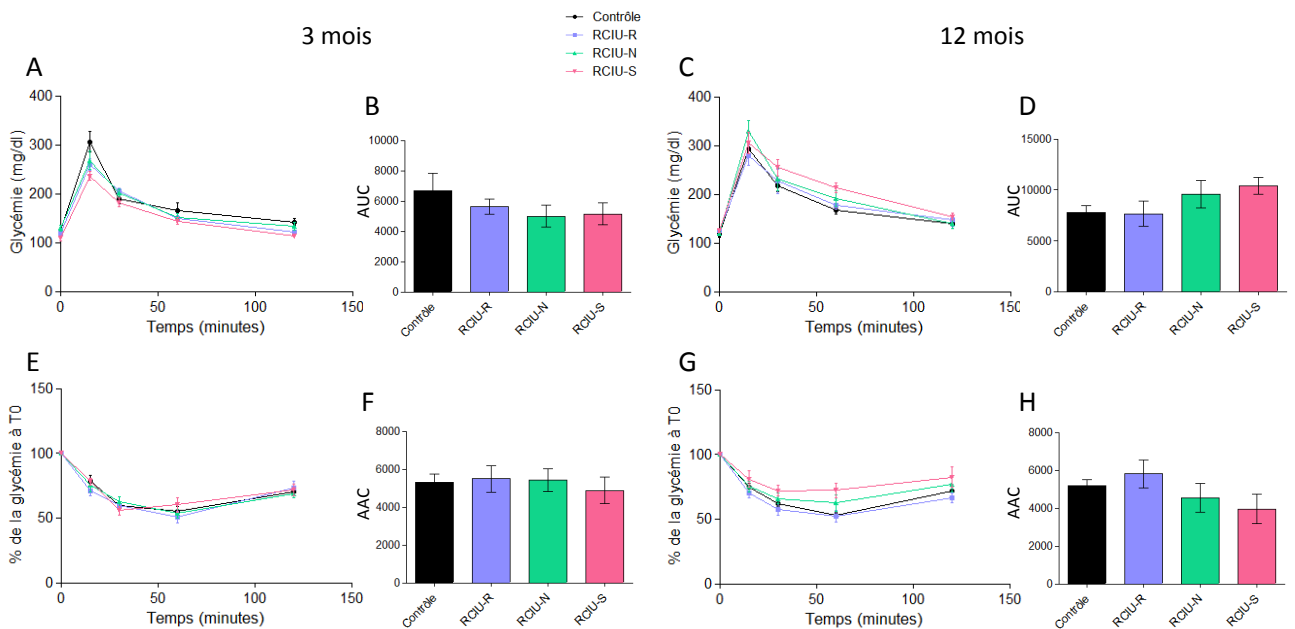 3 mois
Contrôle
RCIU-R
RCIU-N
RCIU-S
12 mois
A
Glycémie (mg/dl)
400
300
200
100
0
0 50 100 150
Temps (minutes)
B
AUC
10000
8000
6000
4000
2000
0
Contrôle RCIU-R RCIU-N RCIU-S
C
Glycémie (mg/dl)
400
300
200
100
0
0 50 100 150
Temps (minutes)
D
AUC
15000
10000
5000
0
Contrôle RCIU-R RCIU-N RCIU-S
E
% de la glycémie à T0
150
100
50
0
0 50 100 150
Temps (minutes)
F
AAC
8000
6000
4000
2000
0
Contrôle RCIU-R RCIU-N RCIU-S
G
% de la glycémie à T0
150
100
50
0
0 50 100 150
Temps (minutes)
H
AAC
8000
6000
4000
2000
0
Contrôle RCIU-R RCIU-N RCIU-S